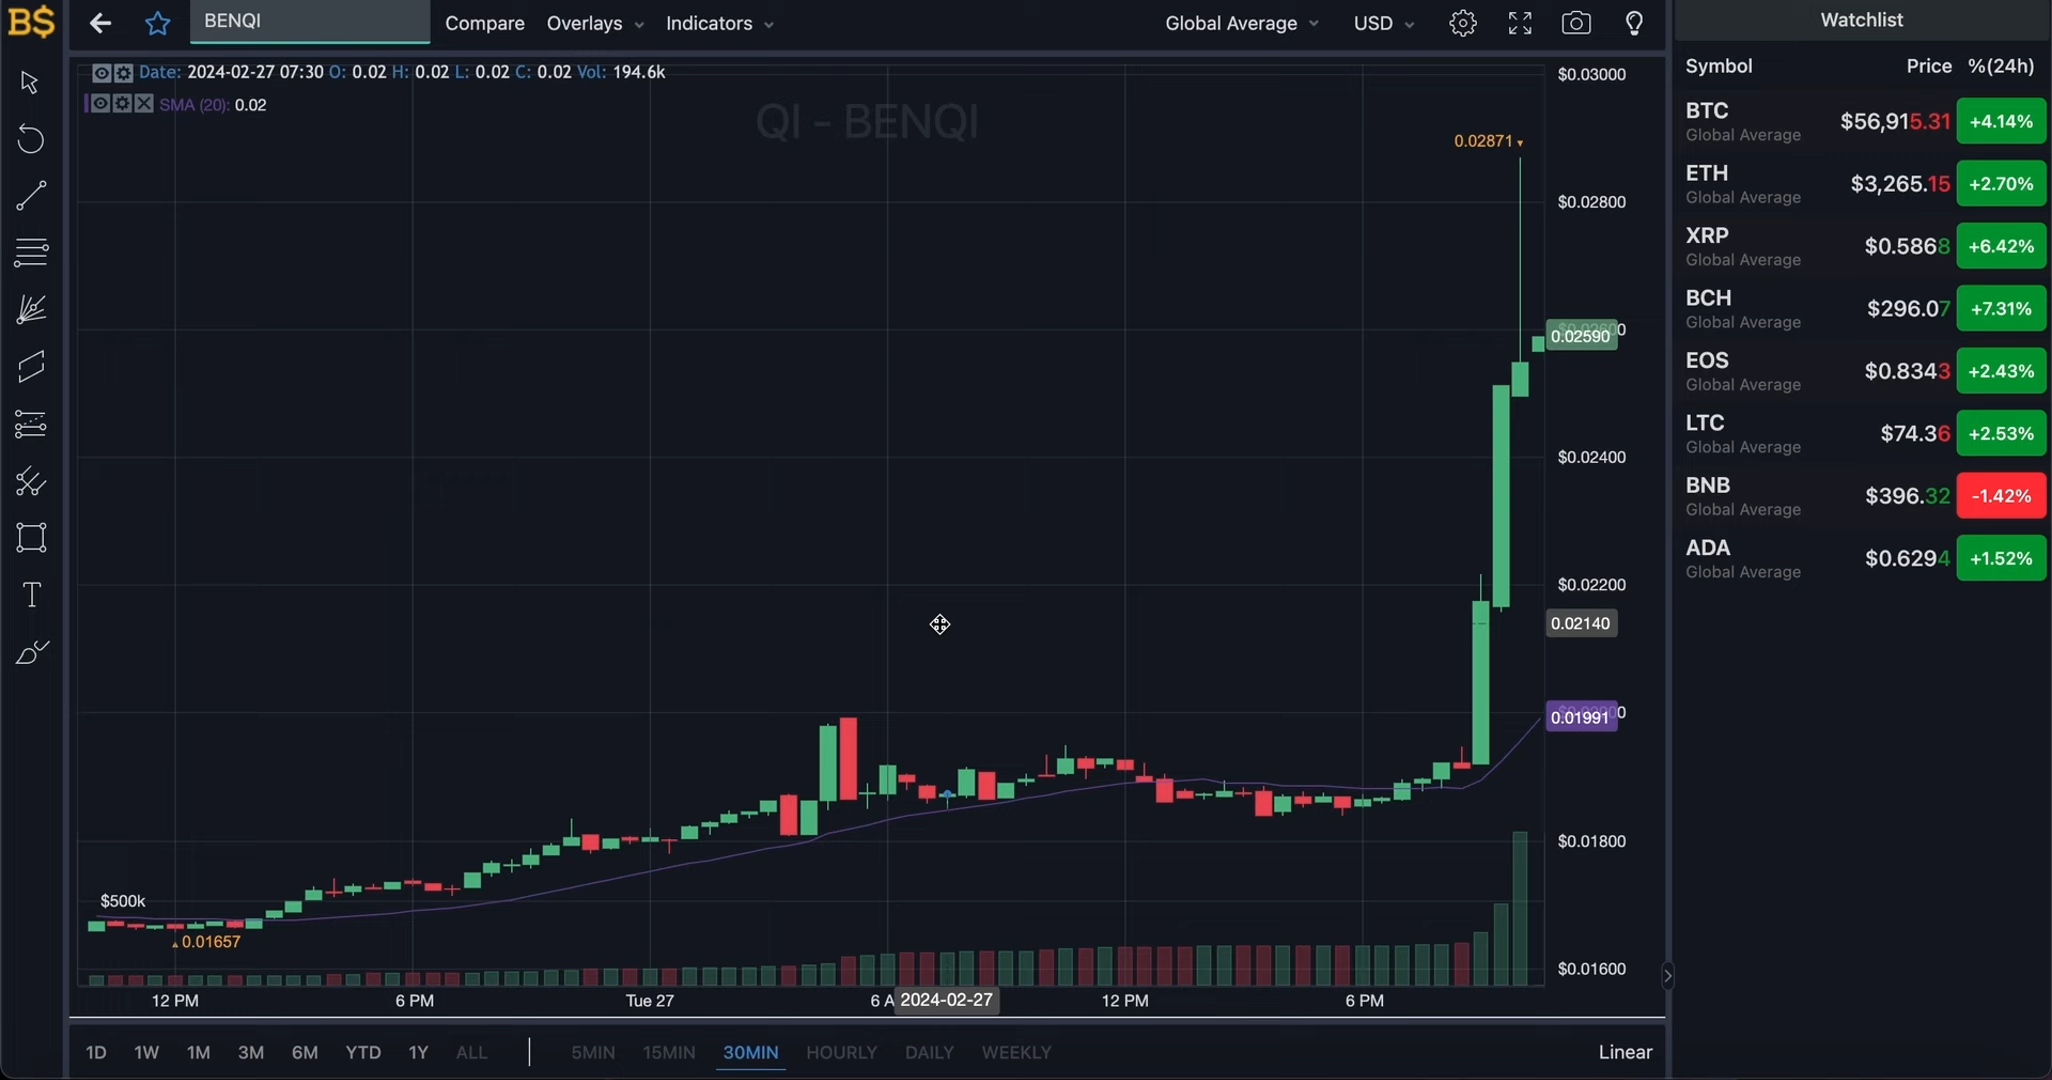 B$
BENQI
Compare Overlays Indicators
Global Average USD
Watchlist
Date: 2024-02-27 07:30 O: 0.02 H: 0.02 L: 0.02 C: 0.02 Vol: 194.6k
SMA (20): 0.02
QI - BENQI
0.02871
0.01657
$500k
$0.03000
$0.02800
0.02590
$0.02400
$0.02200
0.02140
0.01991
$0.01800
$0.01600
12 PM 6 PM Tue 27 6 A 2024-02-27 12 PM 6 PM
1D 1W 1M 3M 6M YTD 1Y ALL 5MIN 15MIN 30MIN HOURLY DAILY WEEKLY Linear
Symbol Price %(24h)
BTC $56,915.31 +4.14%
Global Average
ETH $3,265.15 +2.70%
Global Average
XRP $0.5868 +6.42%
Global Average
BCH $296.07 +7.31%
Global Average
EOS $0.8343 +2.43%
Global Average
LTC $74.36 +2.53%
Global Average
BNB $396.32 -1.42%
Global Average
ADA $0.6294 +1.52%
Global Average